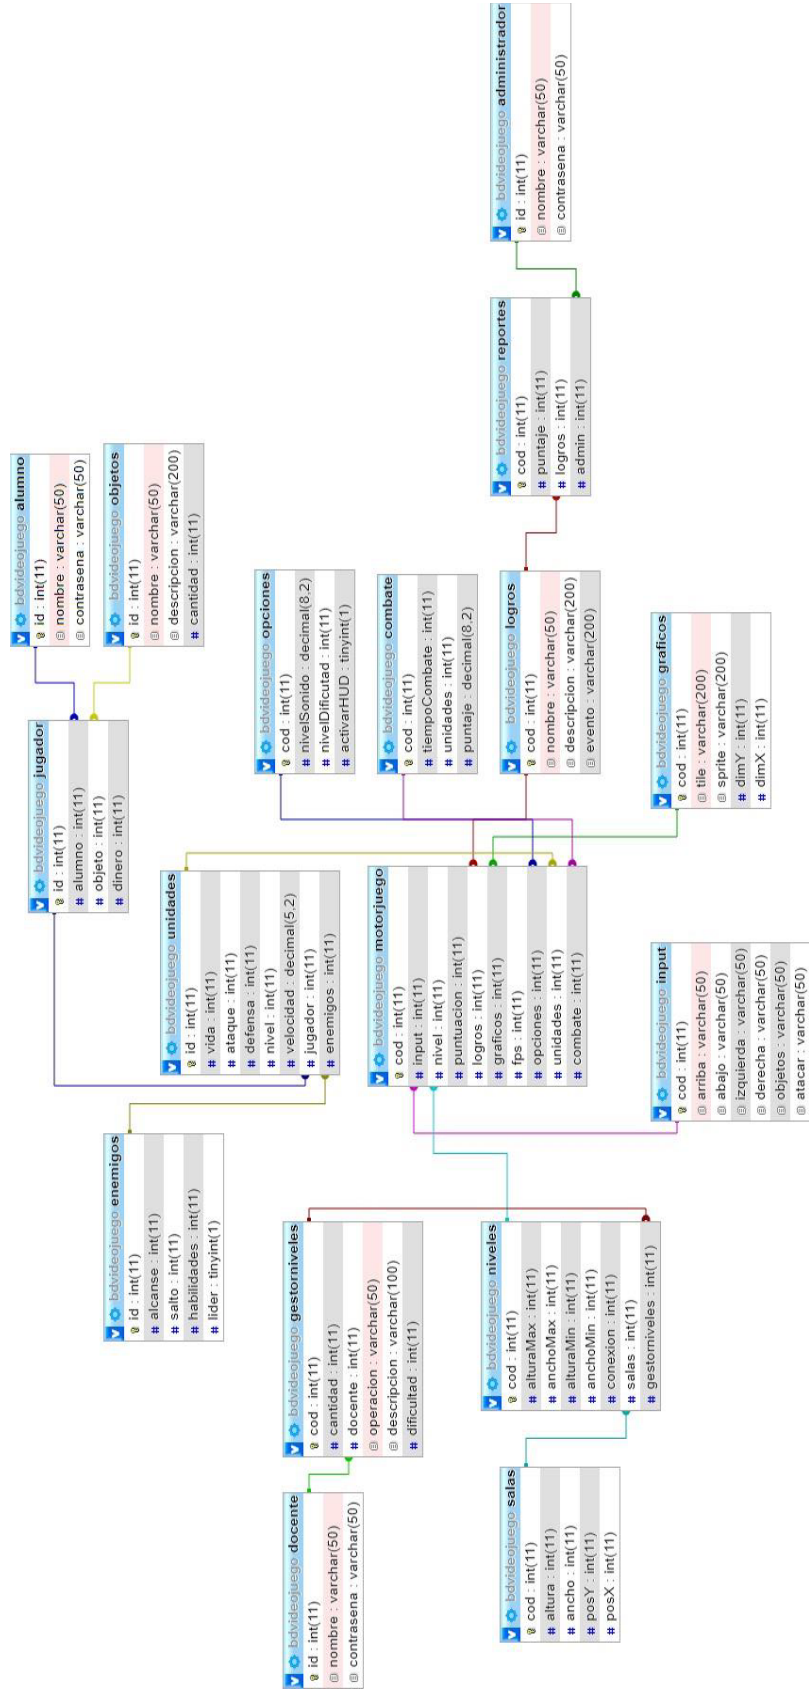 bdvideojuego docente
id : int(11)
nombre : varchar(50)
contrasena : varchar(50)
bdvideojuego salas
cod : int(11)
altura : int(11)
ancho : int(11)
posY : int(11)
posX : int(11)
bdvideojuego gestorniveles
cod : int(11)
cantidad : int(11)
docente : int(11)
operacion : varchar(50)
descripcion : varchar(100)
dificultad : int(11)
bdvideojuego niveles
cod : int(11)
alturaMax : int(11)
anchoMax : int(11)
alturaMin : int(11)
anchoMin : int(11)
conexion : int(11)
salas : int(11)
gestorniveles : int(11)
bdvideojuego enemigos
id : int(11)
alcanse : int(11)
salto : int(11)
habilidades : int(11)
lider : tinyint(1)
bdvideojuego jugador
id : int(11)
alumno : int(11)
objeto : int(11)
dinero : int(11)
bdvideojuego unidades
id : int(11)
vida : int(11)
ataque : int(11)
defensa : int(11)
nivel : int(11)
velocidad : decimal(5,2)
jugador : int(11)
enemigos : int(11)
bdvideojuego motorjuego
cod : int(11)
input : int(11)
nivel : int(11)
puntuacion : int(11)
logros : int(11)
graficos : int(11)
fps : int(11)
opciones : int(11)
unidades : int(11)
combate : int(11)
bdvideojuego input
cod : int(11)
arriba : varchar(50)
abajo : varchar(50)
izquierda : varchar(50)
derecha : varchar(50)
objetos : varchar(50)
atacar : varchar(50)
bdvideojuego alumno
id : int(11)
nombre : varchar(50)
contrasena : varchar(50)
bdvideojuego objetos
id : int(11)
nombre : varchar(50)
descripcion : varchar(200)
cantidad : int(11)
bdvideojuego opciones
cod : int(11)
nivelSonido : decimal(8,2)
nivelDificutad : int(11)
activarHUD : tinyint(1)
bdvideojuego combate
cod : int(11)
tiempoCombate : int(11)
unidades : int(11)
puntaje : decimal(8,2)
bdvideojuego logros
cod : int(11)
nombre : varchar(50)
descripcion : varchar(200)
evento : varchar(200)
bdvideojuego graficos
cod : int(11)
tile : varchar(200)
sprite : varchar(200)
dimY : int(11)
dimX : int(11)
bdvideojuego reportes
cod : int(11)
puntaje : int(11)
logros : int(11)
admin : int(11)
bdvideojuego administrador
id : int(11)
nombre : varchar(50)
contrasena : varchar(50)